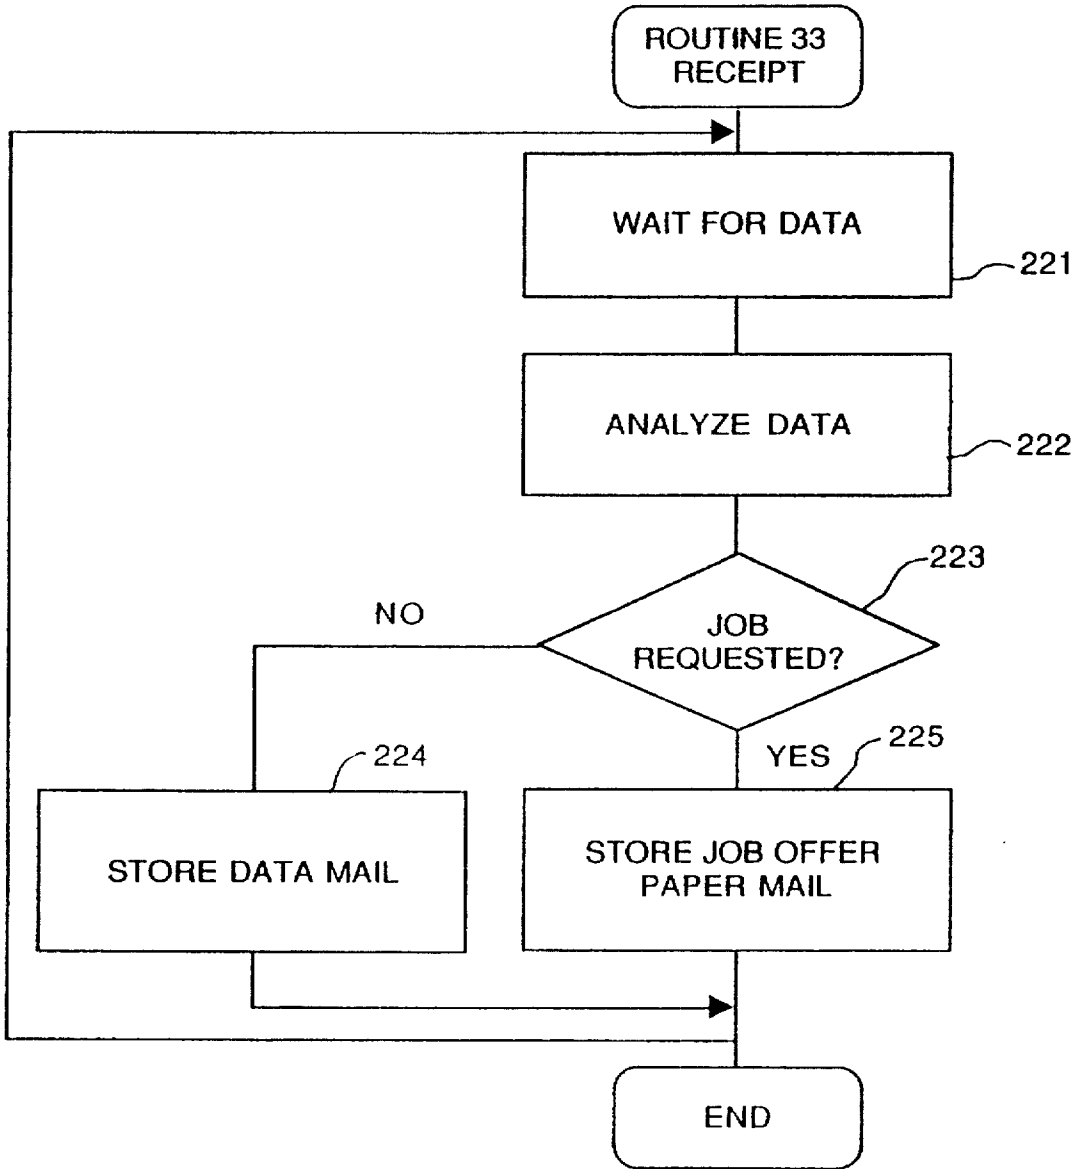 ROUTINE 33
RECEIPT
WAIT FOR DATA
221
ANALYZE DATA
222
223
NO
JOB
REQUESTED?
YES
224
225
STORE DATA MAIL
STORE JOB OFFER
PAPER MAIL
END